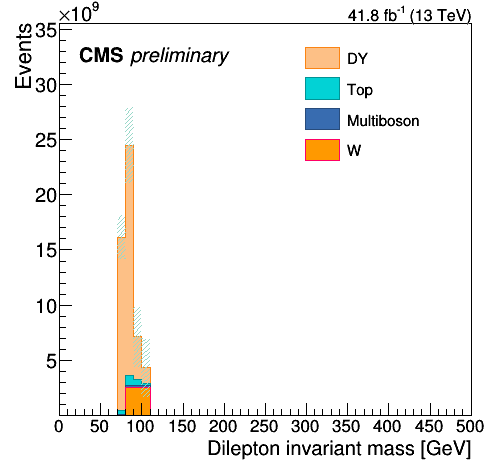 ×10⁹
41.8 fb⁻¹ (13 TeV)
Events
CMS preliminary
DY
Top
Multiboson
W
35
30
25
20
15
10
5
0 50 100 150 200 250 300 350 400 450 500
Dilepton invariant mass [GeV]